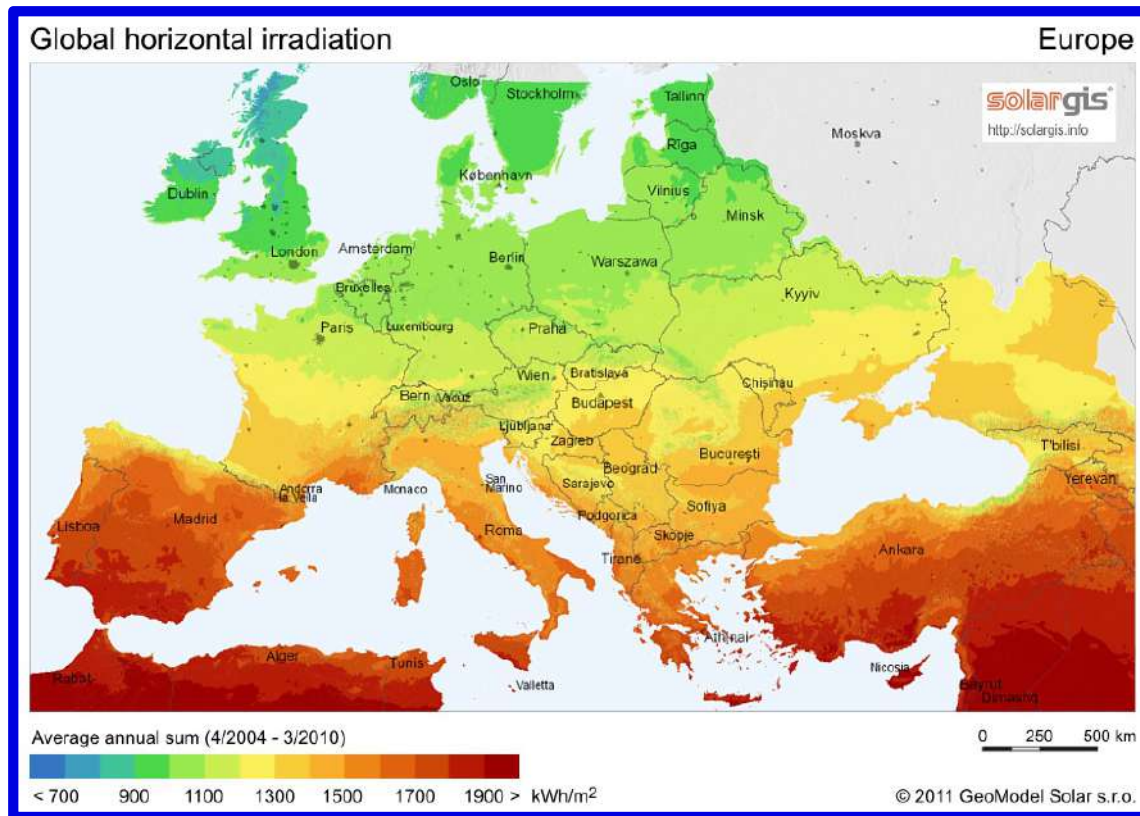 Global horizontal irradiation
Europe
solargis
http://solargis.info
Oslo
Stockholm
Tallinn
Moskva
Rīga
København
Dublin
Vilnius
Minsk
London
Amsterdam
Berlin
Warszawa
Bruxelles
Kyyiv
Paris
Luxembourg
Praha
Wien
Bratislava
Chişinau
Bern
Vaduz
Budapest
Ljubljana
Zagreb
T'bilisi
Beograd
Bucureşti
Yerevan
San
Marino
Sarajevo
Andorra
la Vella
Monaco
Lisboa
Madrid
Podgorica
Sofiya
Roma
Skopje
Tiranë
Ankara
Athínai
Alger
Tunis
Nicosia
Rabat
Valletta
Bayrut
Dimashq
Average annual sum (4/2004 - 3/2010)
0 250 500 km
< 700 900 1100 1300 1500 1700 1900 > kWh/m²
© 2011 GeoModel Solar s.r.o.